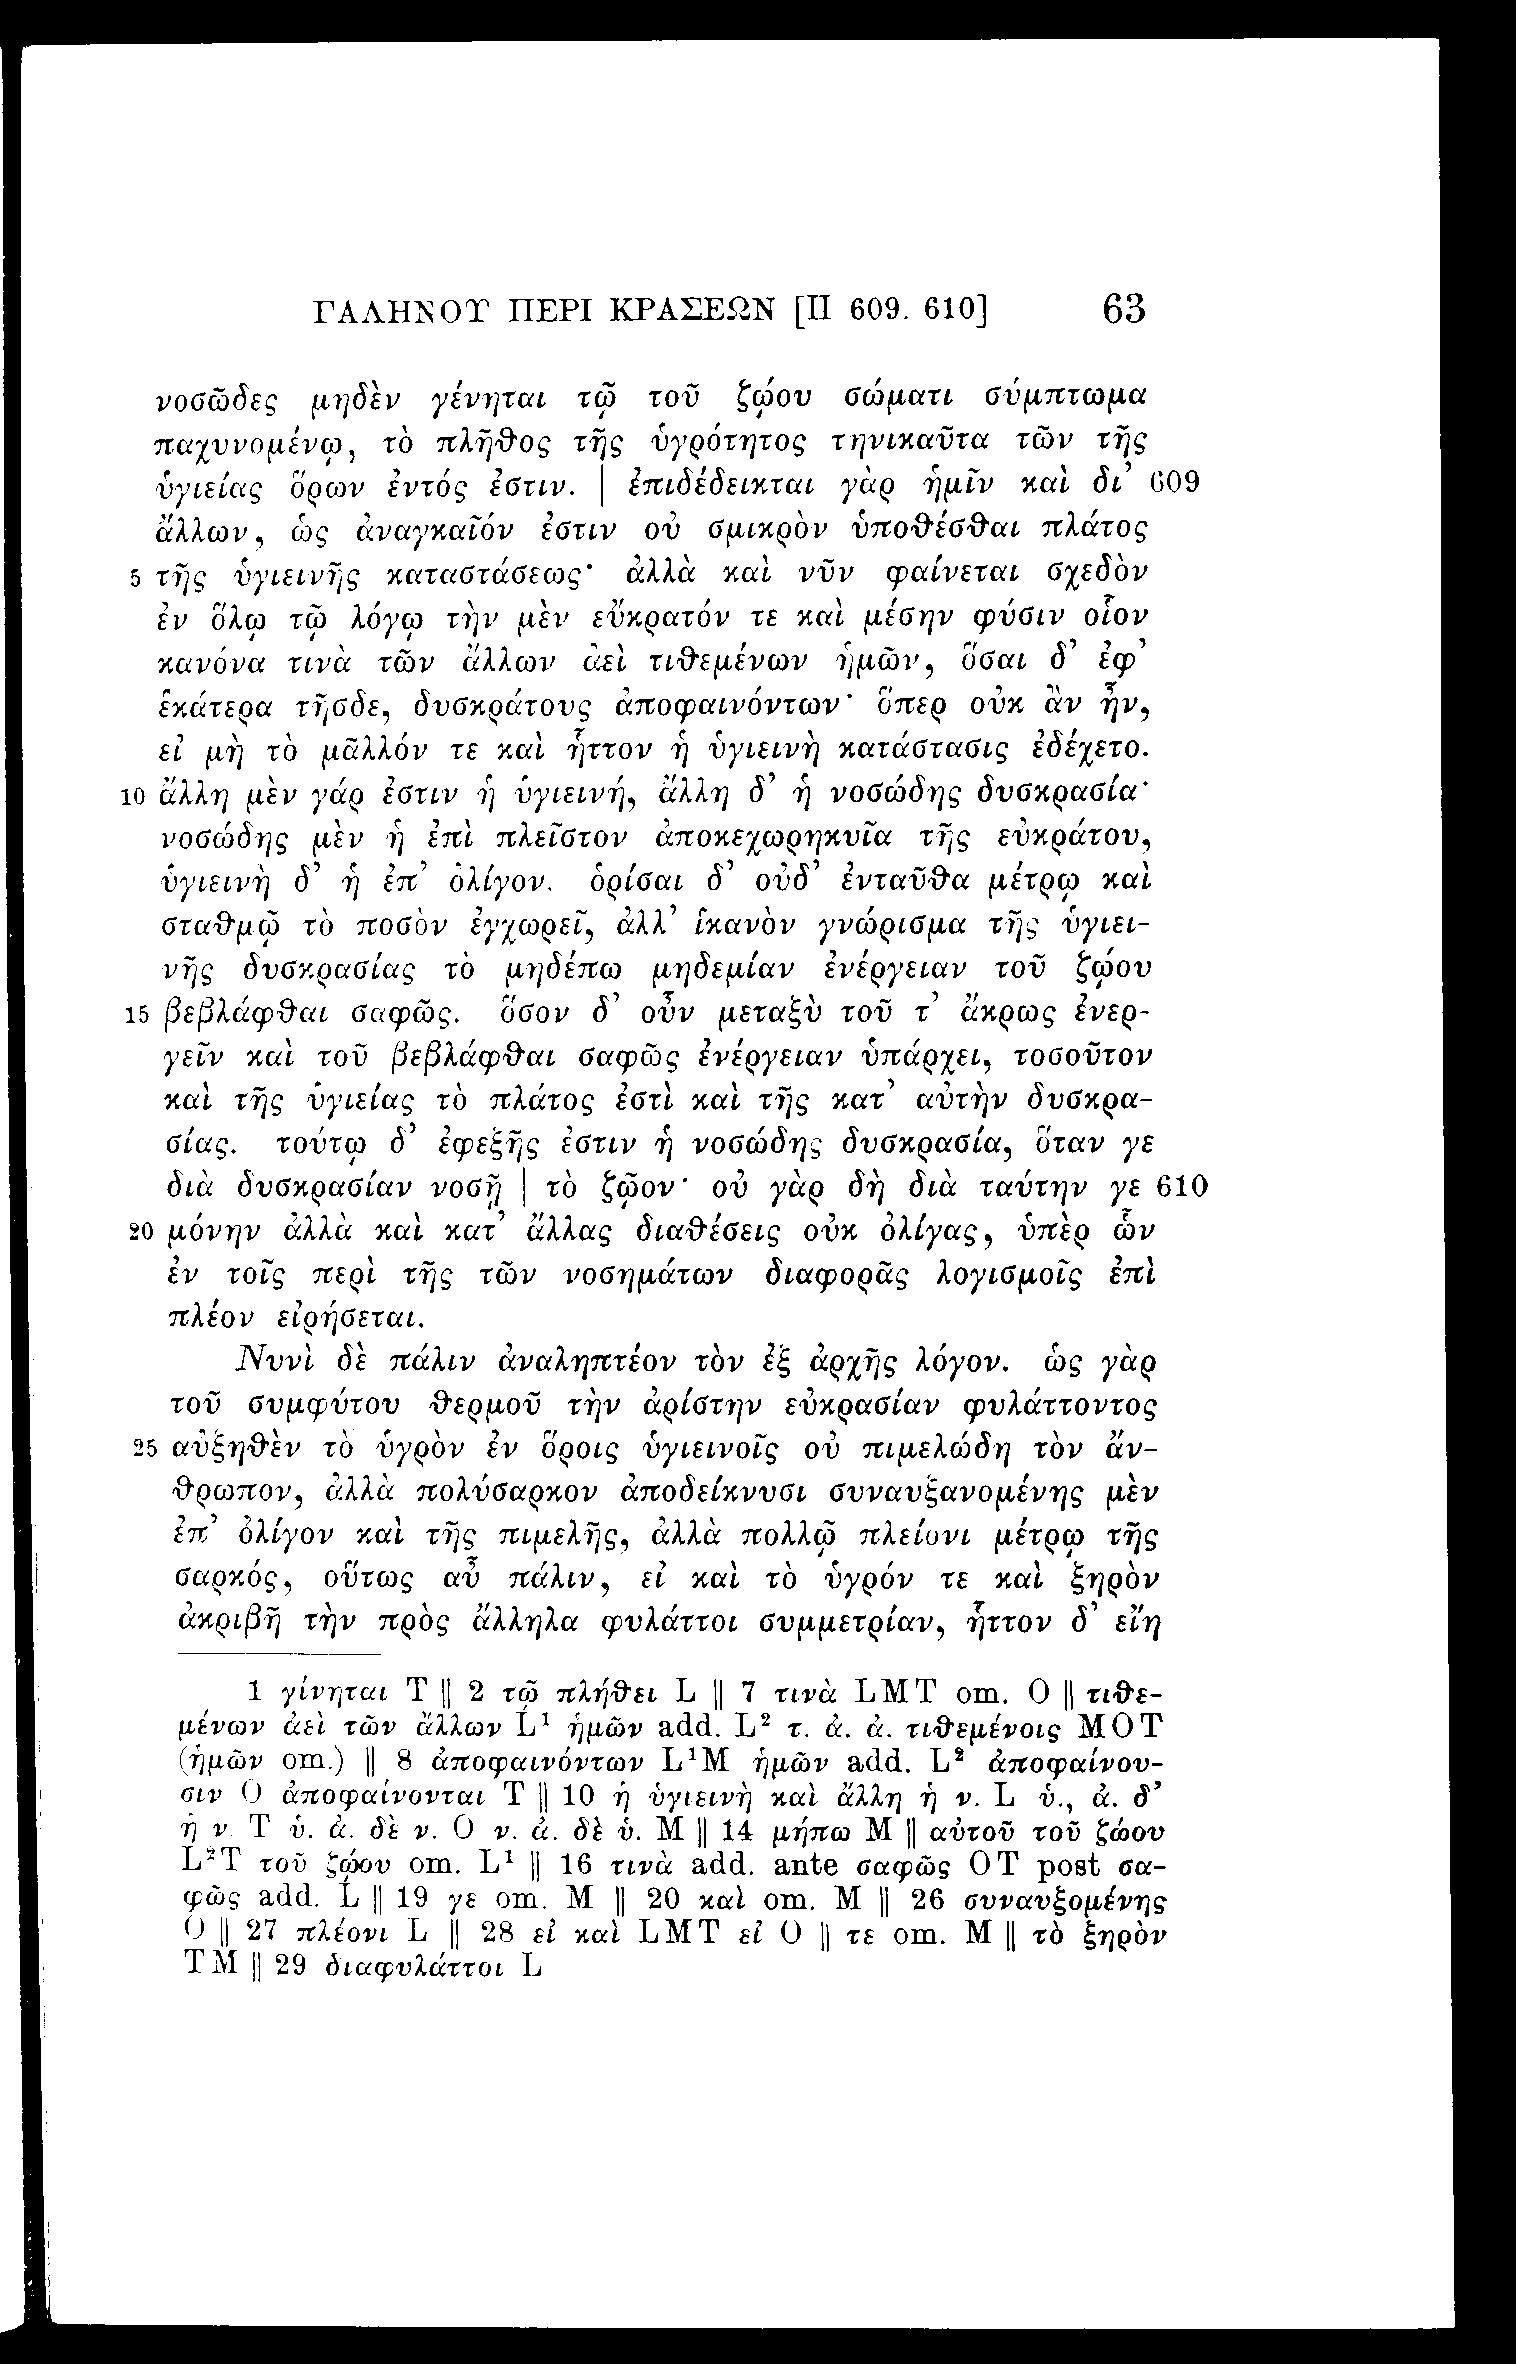 ΓΑΛΗΝΟΥ ΠΕΡΙ ΚΡΑΣΕΩΝ [II 609. 610] 63
νοσῶδες μηδὲν γένηται τῷ τοῦ ζῴου σώματι σύμπτωμα
παχυνομένῳ, τὸ πλῆθος τῆς ὑγρότητος τηνικαῦτα τῶν τῆς
ὑγιείας ὅρων ἐντός ἐστιν. | ἐπιδέδεικται γὰρ ἡμῖν καὶ δι’ 609
ἄλλων, ὡς ἀναγκαῖόν ἐστιν οὐ σμικρὸν ὑποθέσθαι πλάτος
5 τῆς ὑγιεινῆς καταστάσεως· ἀλλὰ καὶ νῦν φαίνεται σχεδὸν
ἐν ὅλῳ τῷ λόγῳ τὴν μὲν εὔκρατόν τε καὶ μέσην φύσιν οἷον
κανόνα τινὰ τῶν ἄλλων ἀεὶ τιθεμένων ἡμῶν, ὅσαι δ’ ἐφ’
ἑκάτερα τῆσδε, δυσκράτους ἀποφαινόντων· ὅπερ οὐκ ἂν ἦν,
εἰ μὴ τὸ μᾶλλόν τε καὶ ἧττον ἡ ὑγιεινὴ κατάστασις ἐδέχετο.
10 ἄλλη μὲν γάρ ἐστιν ἡ ὑγιεινή, ἄλλη δ’ ἡ νοσώδης δυσκρασία·
νοσώδης μὲν ἡ ἐπὶ πλεῖστον ἀποκεχωρηκυῖα τῆς εὐκράτου,
ὑγιεινὴ δ’ ἡ ἐπ’ ὀλίγον. ὁρίσαι δ’ οὐδ’ ἐνταῦθα μέτρῳ καὶ
σταθμῷ τὸ ποσὸν ἐγχωρεῖ, ἀλλ’ ἱκανὸν γνώρισμα τῆς ὑγιει-
νῆς δυσκρασίας τὸ μηδέπω μηδεμίαν ἐνέργειαν τοῦ ζῴου
15 βεβλάφθαι σαφῶς. ὅσον δ’ οὖν μεταξὺ τοῦ τ’ ἄκρως ἐνερ-
γεῖν καὶ τοῦ βεβλάφθαι σαφῶς ἐνέργειαν ὑπάρχει, τοσοῦτον
καὶ τῆς ὑγιείας τὸ πλάτος ἐστὶ καὶ τῆς κατ’ αὐτὴν δυσκρα-
σίας. τούτῳ δ’ ἐφεξῆς ἐστιν ἡ νοσώδης δυσκρασία, ὅταν γε
διὰ δυσκρασίαν νοσῇ | τὸ ζῷον· οὐ γὰρ δὴ διὰ ταύτην γε 610
20 μόνην ἀλλὰ καὶ κατ’ ἄλλας διαθέσεις οὐκ ὀλίγας, ὑπὲρ ὧν
ἐν τοῖς περὶ τῆς τῶν νοσημάτων διαφορᾶς λογισμοῖς ἐπὶ
πλέον εἰρήσεται.
Νυνὶ δὲ πάλιν ἀναληπτέον τὸν ἐξ ἀρχῆς λόγον. ὡς γὰρ
τοῦ συμφύτου θερμοῦ τὴν ἀρίστην εὐκρασίαν φυλάττοντος
25 αὐξηθὲν τὸ ὑγρὸν ἐν ὅροις ὑγιεινοῖς οὐ πιμελώδη τὸν ἄν-
θρωπον, ἀλλὰ πολύσαρκον ἀποδείκνυσι συναυξανομένης μὲν
ἐπ’ ὀλίγον καὶ τῆς πιμελῆς, ἀλλὰ πολλῷ πλείονι μέτρῳ τῆς
σαρκός, οὕτως αὖ πάλιν, εἰ καὶ τὸ ὑγρόν τε καὶ ξηρὸν
ἀκριβῆ τὴν πρὸς ἄλληλα φυλάττοι συμμετρίαν, ἧττον δ’ εἴη
1 γίνηται T || 2 τῷ πλήθει L || 7 τινὰ LMT om. O || τιθε-
μένων ἀεὶ τῶν ἄλλων L¹ ἡμῶν add. L² τ. ἀ. ἀ. τιθεμένοις MOT
(ἡμῶν om.) || 8 ἀποφαινόντων L¹M ἡμῶν add. L² ἀποφαίνου-
σιν O ἀποφαίνονται T || 10 ἡ ὑγιεινὴ καὶ ἄλλη ἡ ν. L ὑ., ἀ. δ’
ἡ ν T ὑ. ἀ. δὲ ν. O ν. ἀ. δὲ ὑ. M || 14 μήπω M || αὐτοῦ τοῦ ζώου
L²T τοῦ ζῴου om. L¹ || 16 τινὰ add. ante σαφῶς OT post σα-
φῶς add. L || 19 γε om. M || 20 καὶ om. M || 26 συναυξομένης
O || 27 πλέονι L || 28 εἰ καὶ LMT εἰ O || τε om. M || τὸ ξηρὸν
TM || 29 διαφυλάττοι L